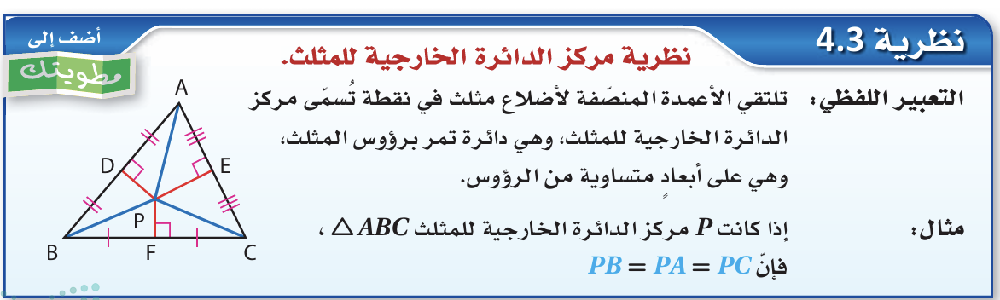 نظرية 4.3
أضف إلى
مطويتك
نظرية مركز الدائرة الخارجية للمثلث.
التعبير اللفظي: تلتقي الأعمدة المنصّفة لأضلاع مثلث في نقطة تُسمّى مركز
الدائرة الخارجية للمثلث، وهي دائرة تمر برؤوس المثلث،
وهي على أبعادٍ متساوية من الرؤوس.
مثال: إذا كانت P مركز الدائرة الخارجية للمثلث △ ABC ،
فإنّ PB = PA = PC
A
D
E
P
B
F
C